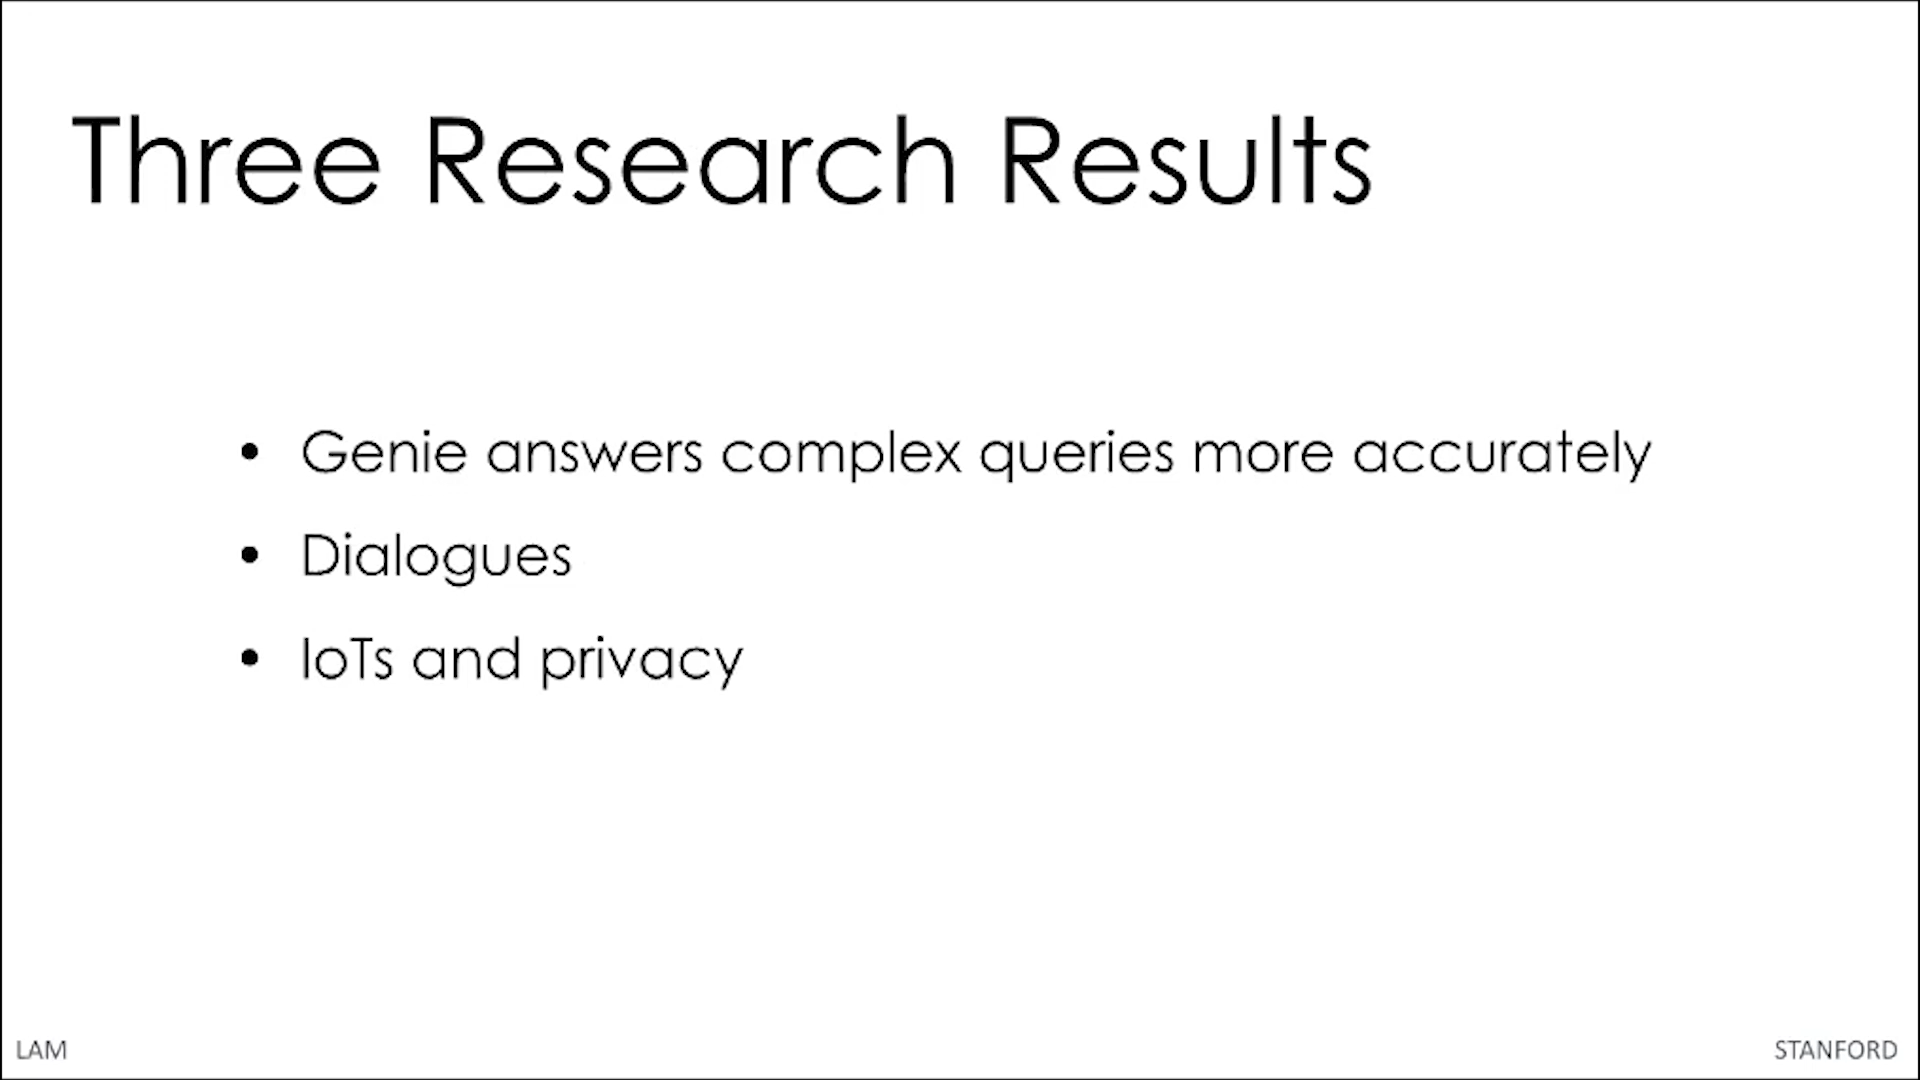 Three Research Results
• Genie answers complex queries more accurately
• Dialogues
• IoTs and privacy
LAM
STANFORD